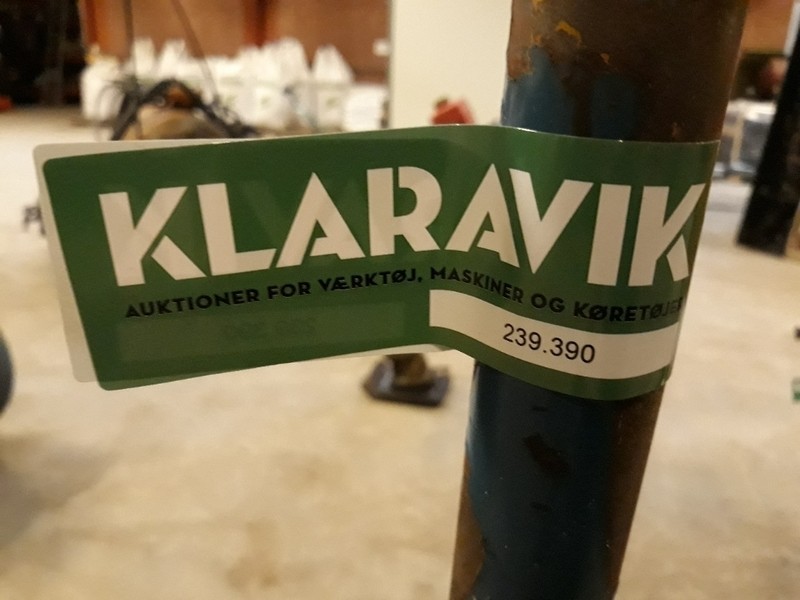 KLARAVIK
AUKTIONER FOR VÆRKTØJ, MASKINER OG KØRETØJER
239.390